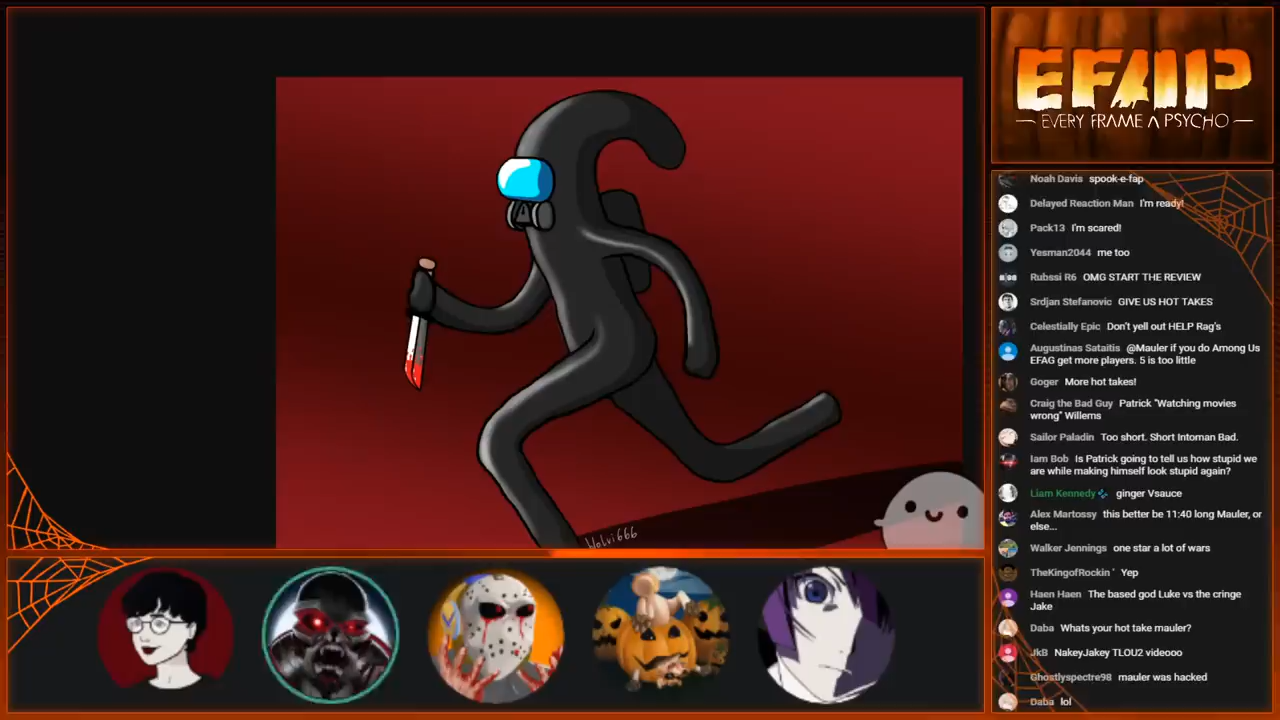 EFAP
— EVERY FRAME A PSYCHO —
Noah Davis spook-e-fap
Delayed Reaction Man I'm ready!
Pack13 I'm scared!
Yesman2044 me too
Rubssi R6 OMG START THE REVIEW
Srdjan Stefanovic GIVE US HOT TAKES
Celestially Epic Don't yell out HELP Rag's
Augustinas Sataitis @Mauler if you do Among Us
EFAG get more players. 5 is too little
Goger More hot takes!
Craig the Bad Guy Patrick "Watching movies
wrong" Willems
Sailor Paladin Too short. Short Intoman Bad.
Iam Bob Is Patrick going to tell us how stupid we
are while making himself look stupid again?
Liam Kennedy ginger Vsauce
Alex Martossy this better be 11:40 long Mauler, or
else...
Walker Jennings one star a lot of wars
TheKingofRockin ' Yep
Haen Haen The based god Luke vs the cringe
Jake
Daba Whats your hot take mauler?
JkB NakeyJakey TLOU2 videooo
Ghostlyspectre98 mauler was hacked
Daba lol
Wolvi666